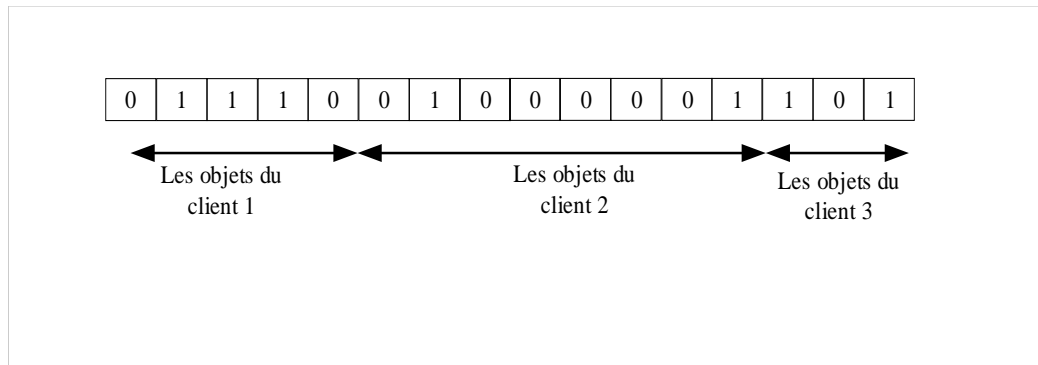 0 1 1 1 0 0 1 0 0 0 0 0 1 1 0 1
Les objets du
client 1
Les objets du
client 2
Les objets du
client 3